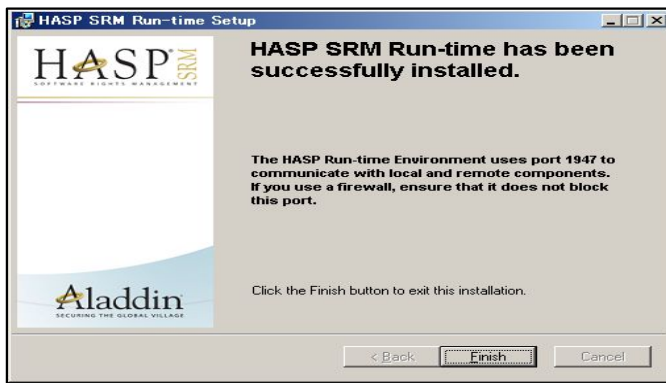 HASP SRM Run-time Setup
HASP SRM
SOFTWARE RIGHTS MANAGEMENT
HASP SRM Run-time has been
successfully installed.
The HASP Run-time Environment uses port 1947 to
communicate with local and remote components.
If you use a firewall, ensure that it does not block
this port.
Aladdin
SECURING THE GLOBAL VILLAGE
Click the Finish button to exit this installation.
< Back
Finish
Cancel